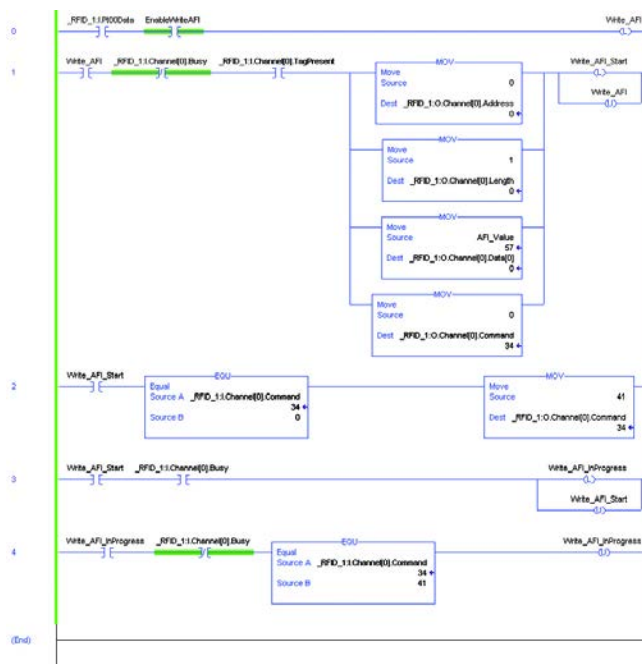 _RFID_1:I.Pt00Data EnableWriteAFI Write_AFI
0
L
Write_AFI _RFID_1:I.Channel[0].Busy _RFID_1:I.Channel[0].TagPresent MOV Write_AFI_Start
1
Move
Source 0
L
Write_AFI
Dest _RFID_1:O.Channel[0].Address
0
U
MOV
Move
Source 1
Dest _RFID_1:O.Channel[0].Length
0
MOV
Move
Source AFI_Value
57
Dest _RFID_1:O.Channel[0].Data[0]
0
MOV
Move
Source 0
Dest _RFID_1:O.Channel[0].Command
34
Write_AFI_Start EQU MOV
2
Equal
Source A _RFID_1:I.Channel[0].Command
34
Source B
0
Move
Source 41
Dest _RFID_1:O.Channel[0].Command
34
Write_AFI_Start _RFID_1:I.Channel[0].Busy Write_AFI_InProgress
3
L
Write_AFI_Start
U
Write_AFI_InProgress _RFID_1:I.Channel[0].Busy EQU Write_AFI_InProgress
4
Equal
Source A _RFID_1:I.Channel[0].Command
34
Source B 41
U
(End)